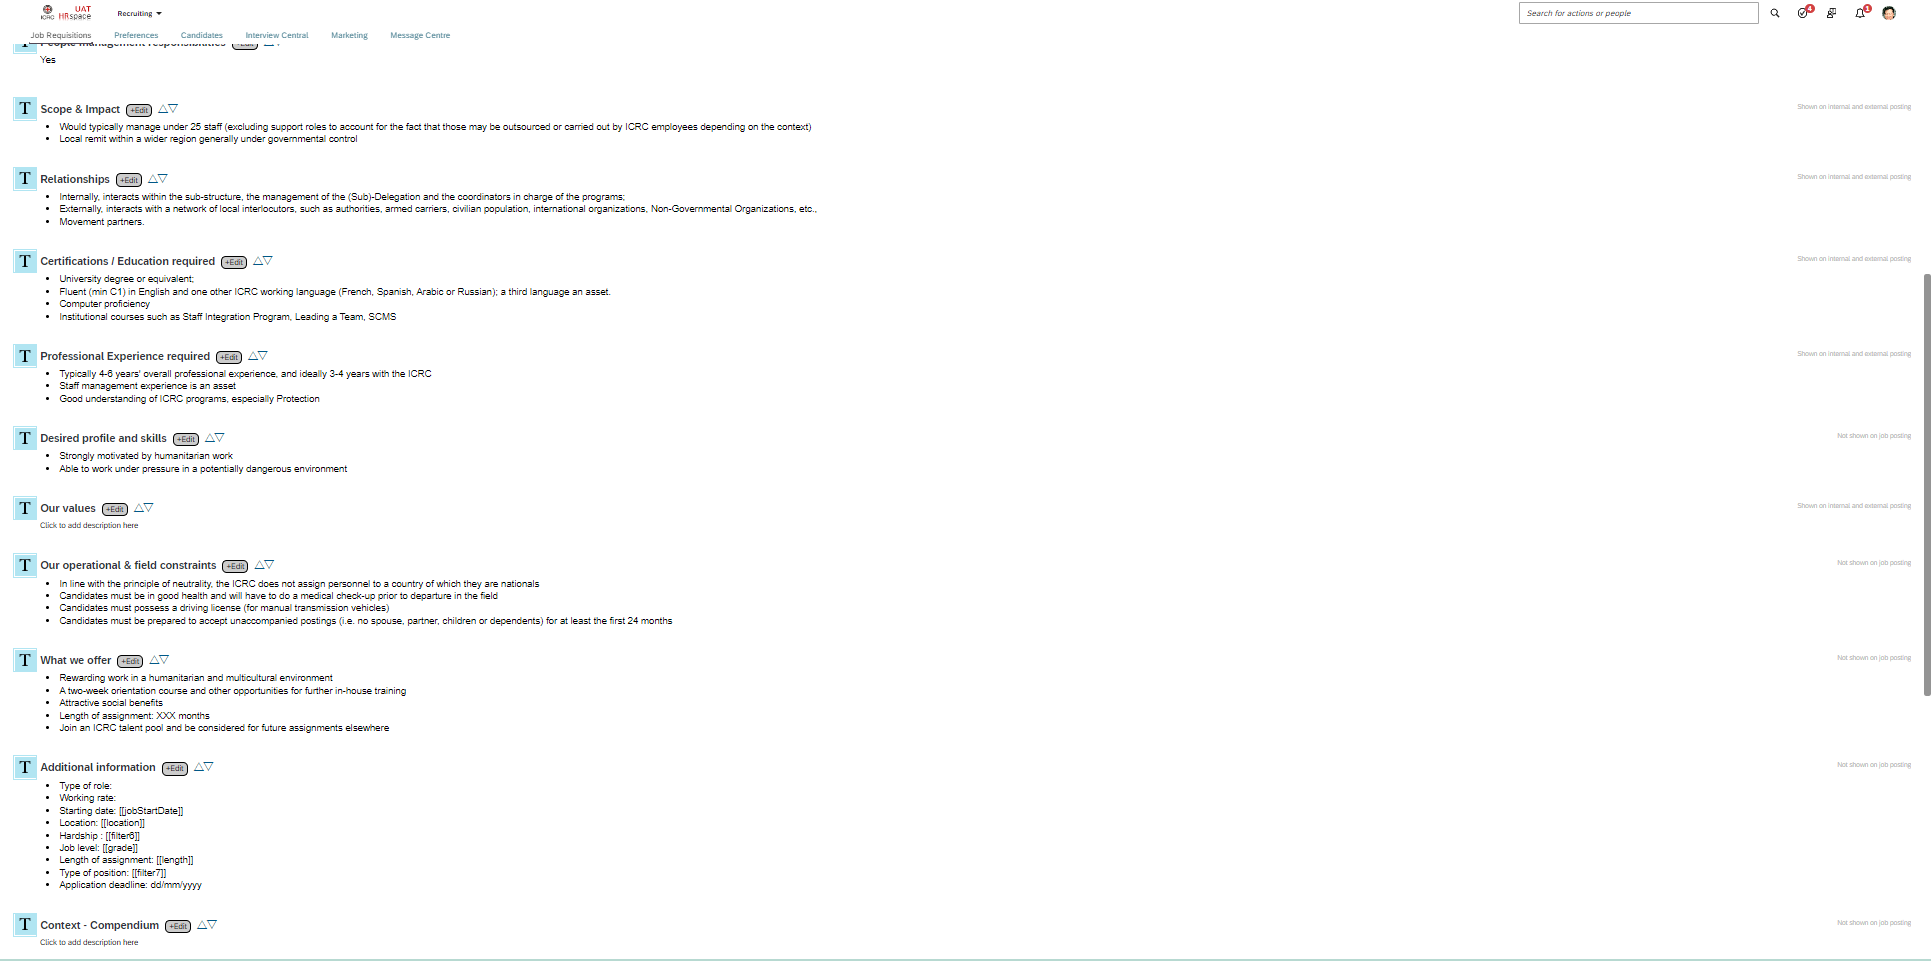 ICRC
UAT
HRspace
Recruiting
Search for actions or people
4
1
Job Requisitions
Preferences
Candidates
Interview Central
Marketing
Message Centre
People management responsibilities
+Edit
Yes
T
Scope & Impact
+Edit
Shown on internal and external posting
Would typically manage under 25 staff (excluding support roles to account for the fact that those may be outsourced or carried out by ICRC employees depending on the context)
Local remit within a wider region generally under governmental control
T
Relationships
+Edit
Shown on internal and external posting
Internally, interacts within the sub-structure, the management of the (Sub)-Delegation and the coordinators in charge of the programs;
Externally, interacts with a network of local interlocutors, such as authorities, armed carriers, civilian population, international organizations, Non-Governmental Organizations, etc.,
Movement partners.
T
Certifications / Education required
+Edit
Shown on internal and external posting
University degree or equivalent;
Fluent (min C1) in English and one other ICRC working language (French, Spanish, Arabic or Russian); a third language an asset.
Computer proficiency
Institutional courses such as Staff Integration Program, Leading a Team, SCMS
T
Professional Experience required
+Edit
Shown on internal and external posting
Typically 4-6 years' overall professional experience, and ideally 3-4 years with the ICRC
Staff management experience is an asset
Good understanding of ICRC programs, especially Protection
T
Desired profile and skills
+Edit
Not shown on job posting
Strongly motivated by humanitarian work
Able to work under pressure in a potentially dangerous environment
T
Our values
+Edit
Shown on internal and external posting
Click to add description here
T
Our operational & field constraints
+Edit
Not shown on job posting
In line with the principle of neutrality, the ICRC does not assign personnel to a country of which they are nationals
Candidates must be in good health and will have to do a medical check-up prior to departure in the field
Candidates must possess a driving license (for manual transmission vehicles)
Candidates must be prepared to accept unaccompanied postings (i.e. no spouse, partner, children or dependents) for at least the first 24 months
T
What we offer
+Edit
Not shown on job posting
Rewarding work in a humanitarian and multicultural environment
A two-week orientation course and other opportunities for further in-house training
Attractive social benefits
Length of assignment: XXX months
Join an ICRC talent pool and be considered for future assignments elsewhere
T
Additional information
+Edit
Not shown on job posting
Type of role:
Working rate:
Starting date: [[jobStartDate]]
Location: [[location]]
Hardship : [[filter6]]
Job level: [[grade]]
Length of assignment: [[length]]
Type of position: [[filter7]]
Application deadline: dd/mm/yyyy
T
Context - Compendium
+Edit
Not shown on job posting
Click to add description here